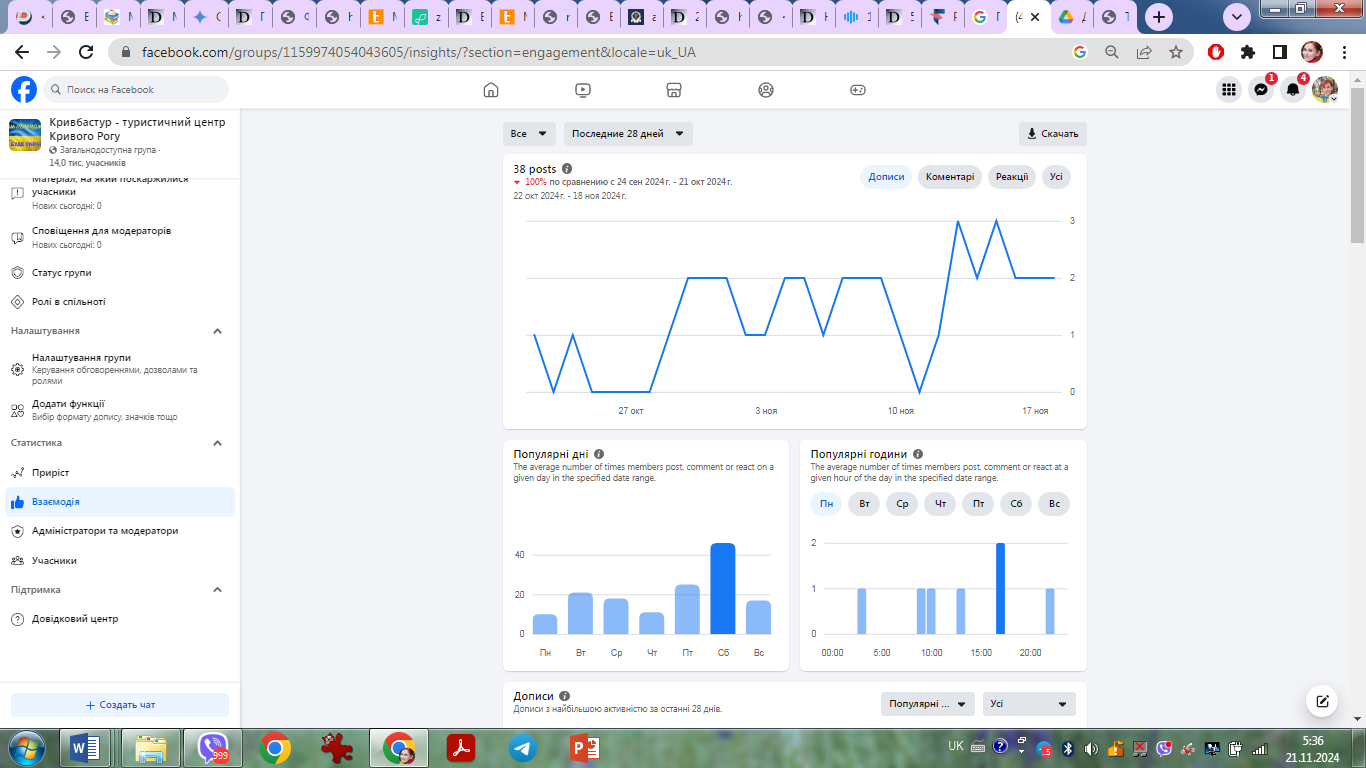 facebook.com/groups/1159974054043605/insights/?section=engagement&locale=uk_UA
Поиск на Facebook
1
4
Кривбастур - туристичний центр
Кривого Рогу
Загальнодоступна група ·
14,0 тис. учасників
Матеріал, на який поскаржилися
учасники
Нових сьогодні: 0
Сповіщення для модераторів
Нових сьогодні: 0
Статус групи
Ролі в спільноті
Налаштування
Налаштування групи
Керування обговореннями, дозволами та
ролями
Додати функції
Вибір формату допису, значків тощо
Статистика
Приріст
Взаємодія
Адміністратори та модератори
Учасники
Підтримка
Довідковий центр
+ Создать чат
Все
Последние 28 дней
Скачать
38 posts
100% по сравнению с 24 сен 2024 г. - 21 окт 2024 г.
22 окт 2024 г. - 18 ноя 2024 г.
Дописи
Коментарі
Реакції
Усі
3
2
1
0
27 окт
3 ноя
10 ноя
17 ноя
Популярні дні
The average number of times members post, comment or react on a
given day in the specified date range.
40
20
0
Пн
Вт
Ср
Чт
Пт
Сб
Вс
Популярні години
The average number of times members post, comment or react at a
given hour of the day in the specified date range.
Пн
Вт
Ср
Чт
Пт
Сб
Вс
2
1
0
00:00
5:00
10:00
15:00
20:00
Дописи
Дописи з найбільшою активністю за останні 28 днів.
Популярні ...
Усі
999
UK
5:36
21.11.2024